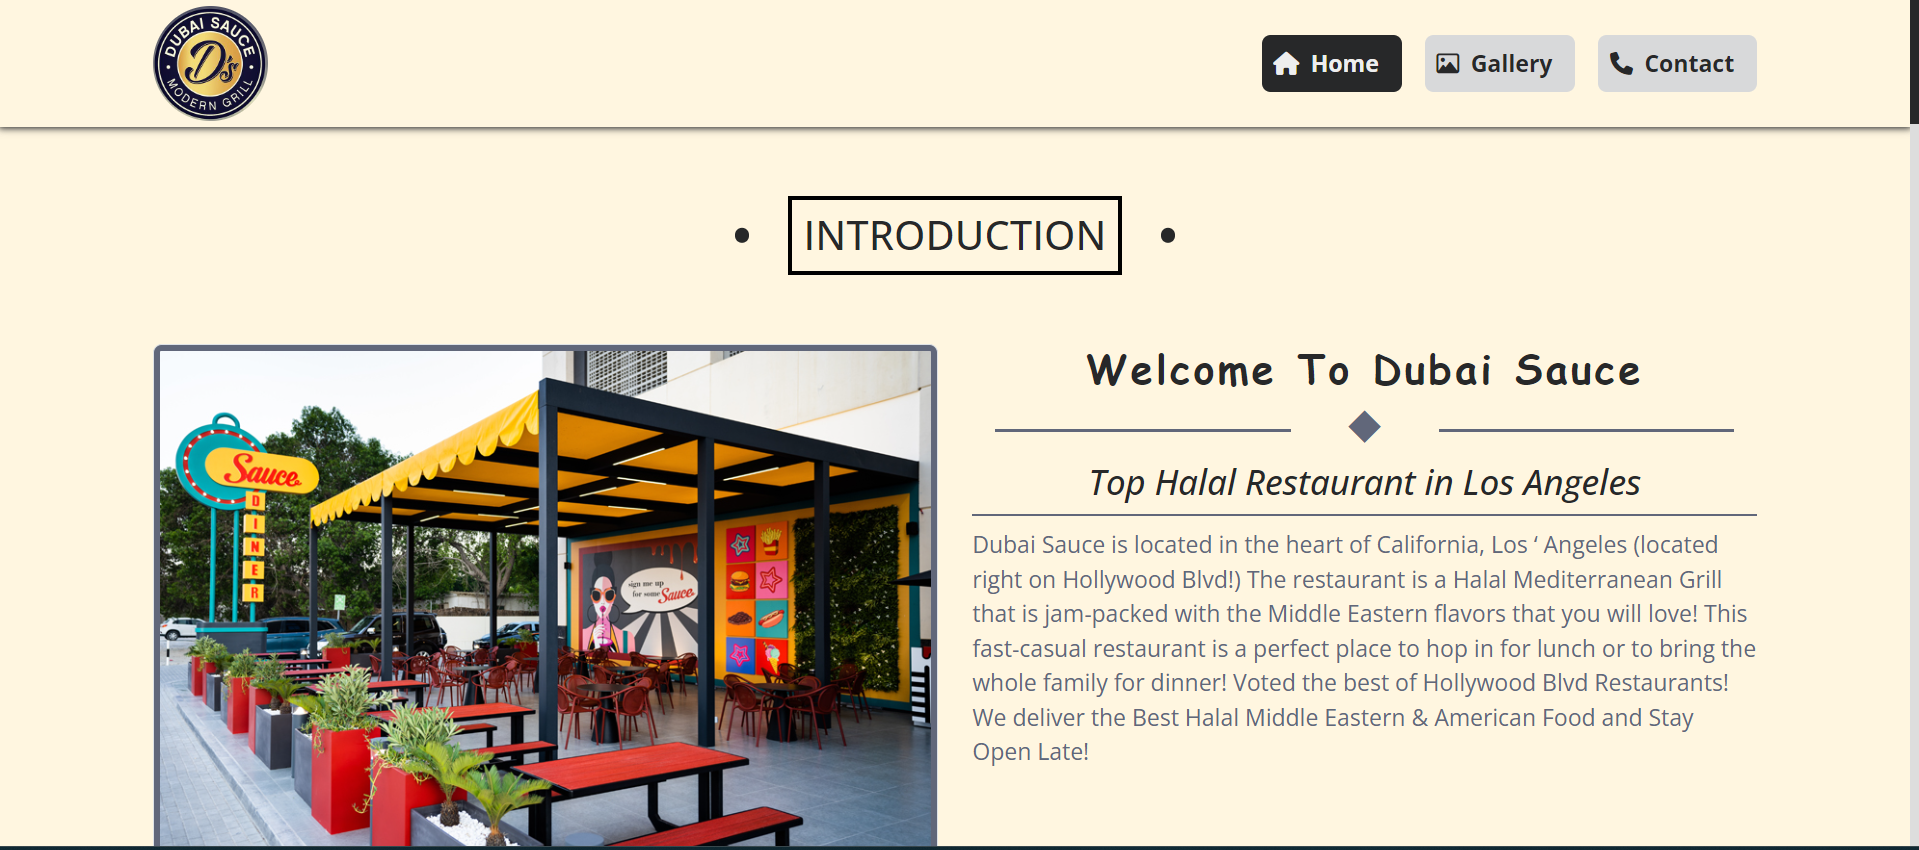 DUBAI SAUCE
D's
MODERN GRILL
Home
Gallery
Contact
• INTRODUCTION •
Sauce
DINER
sign me up
for some Sauce
Welcome To Dubai Sauce
Top Halal Restaurant in Los Angeles
Dubai Sauce is located in the heart of California, Los ‘ Angeles (located
right on Hollywood Blvd!) The restaurant is a Halal Mediterranean Grill
that is jam-packed with the Middle Eastern flavors that you will love! This
fast-casual restaurant is a perfect place to hop in for lunch or to bring the
whole family for dinner! Voted the best of Hollywood Blvd Restaurants!
We deliver the Best Halal Middle Eastern & American Food and Stay
Open Late!